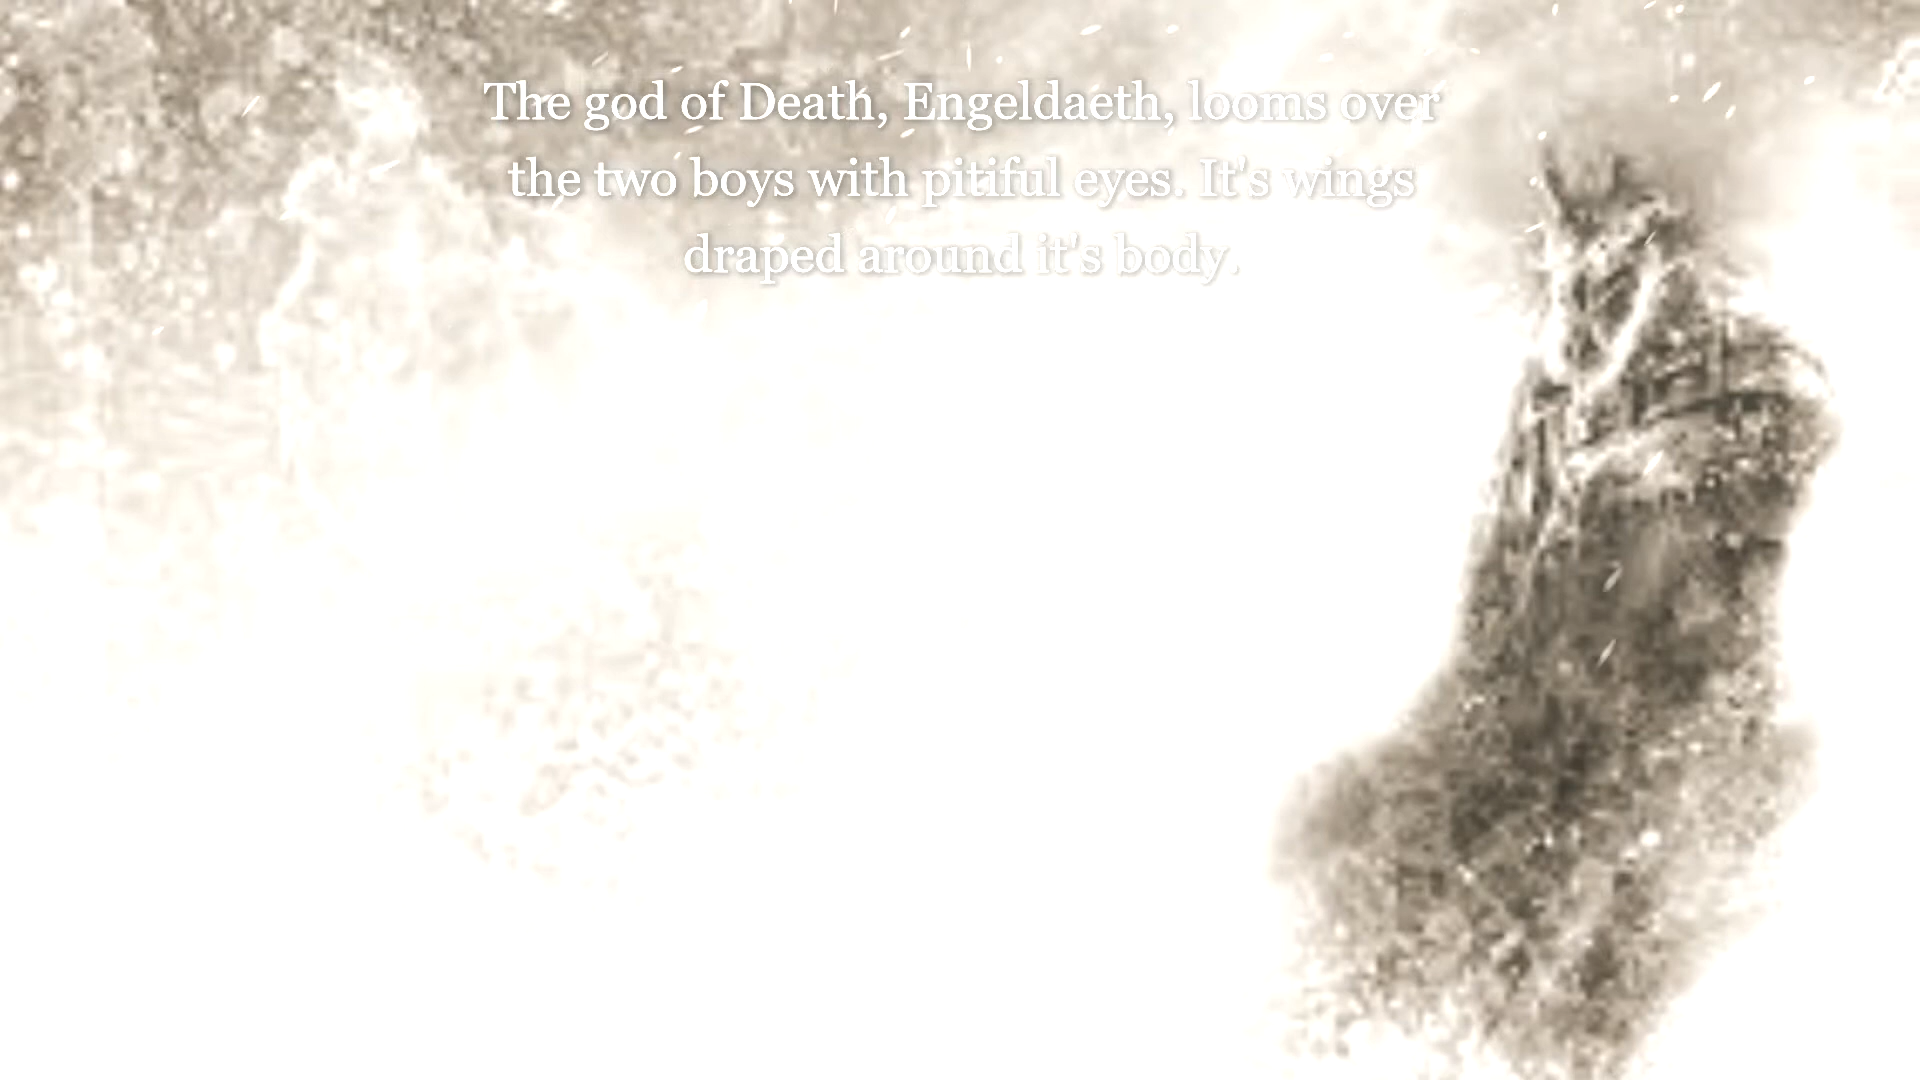 The god of Death, Engeldaeth, looms over
the two boys with pitiful eyes. It's wings
draped around it's body.